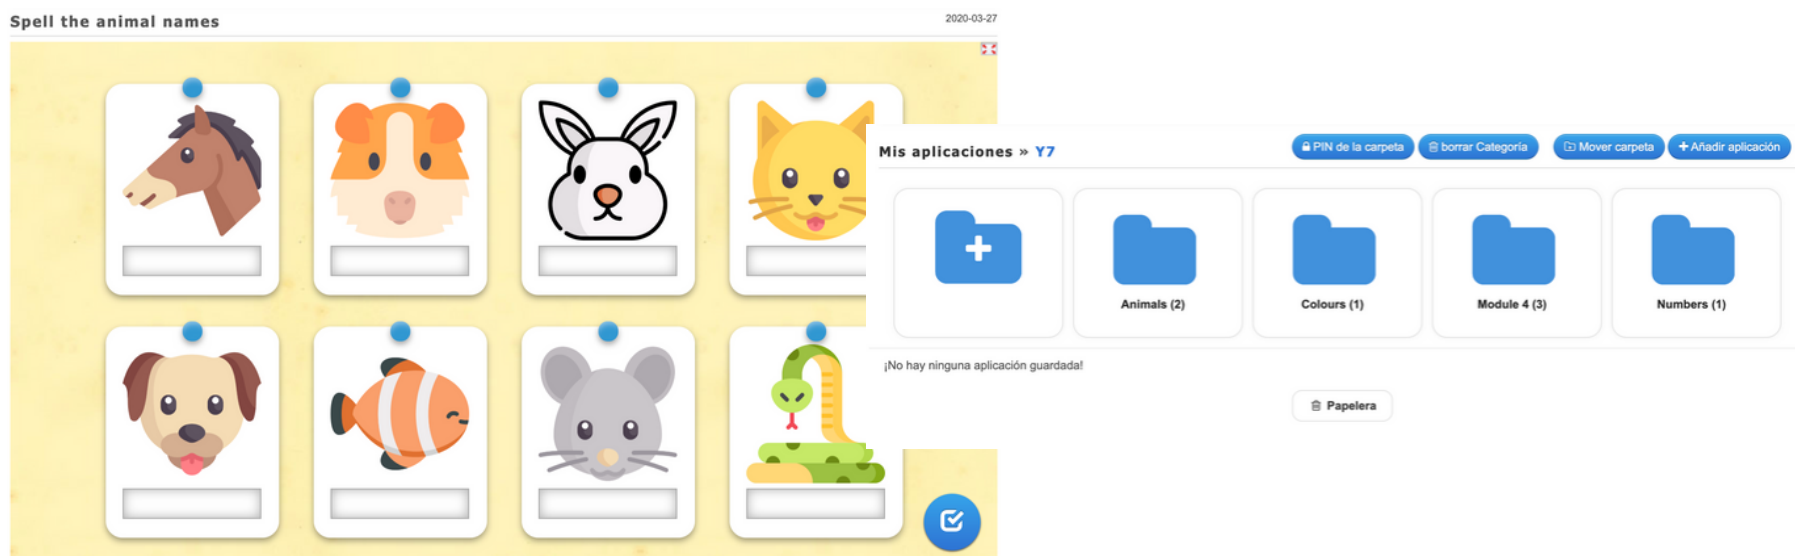 Spell the animal names
2020-03-27
Mis aplicaciones » Y7
PIN de la carpeta
borrar Categoría
Mover carpeta
+ Añadir aplicación
Animals (2)
Colours (1)
Module 4 (3)
Numbers (1)
¡No hay ninguna aplicación guardada!
Papelera